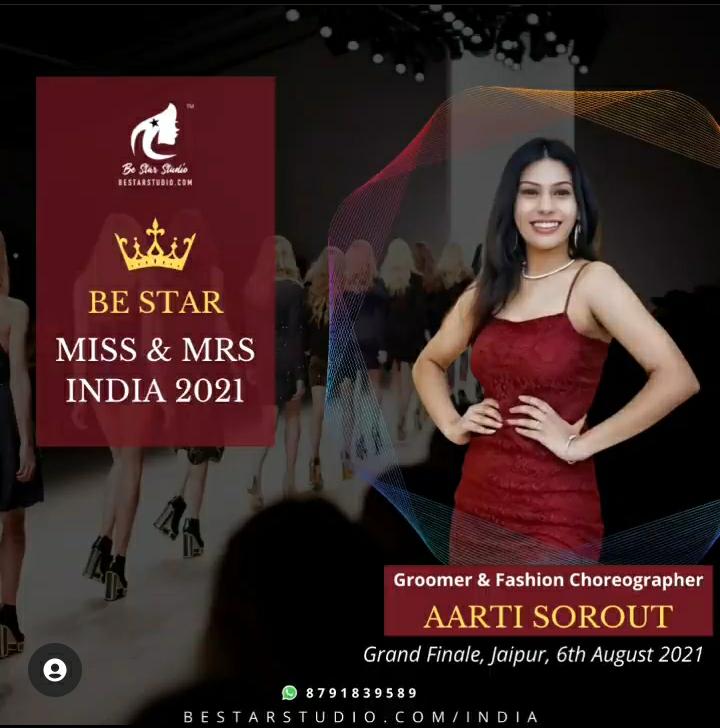 TM
Be Star Studio
BESTARSTUDIO.COM
BE STAR
MISS & MRS
INDIA 2021
Groomer & Fashion Choreographer
AARTI SOROUT
Grand Finale, Jaipur, 6th August 2021
8791839589
BESTARSTUDIO.COM/INDIA